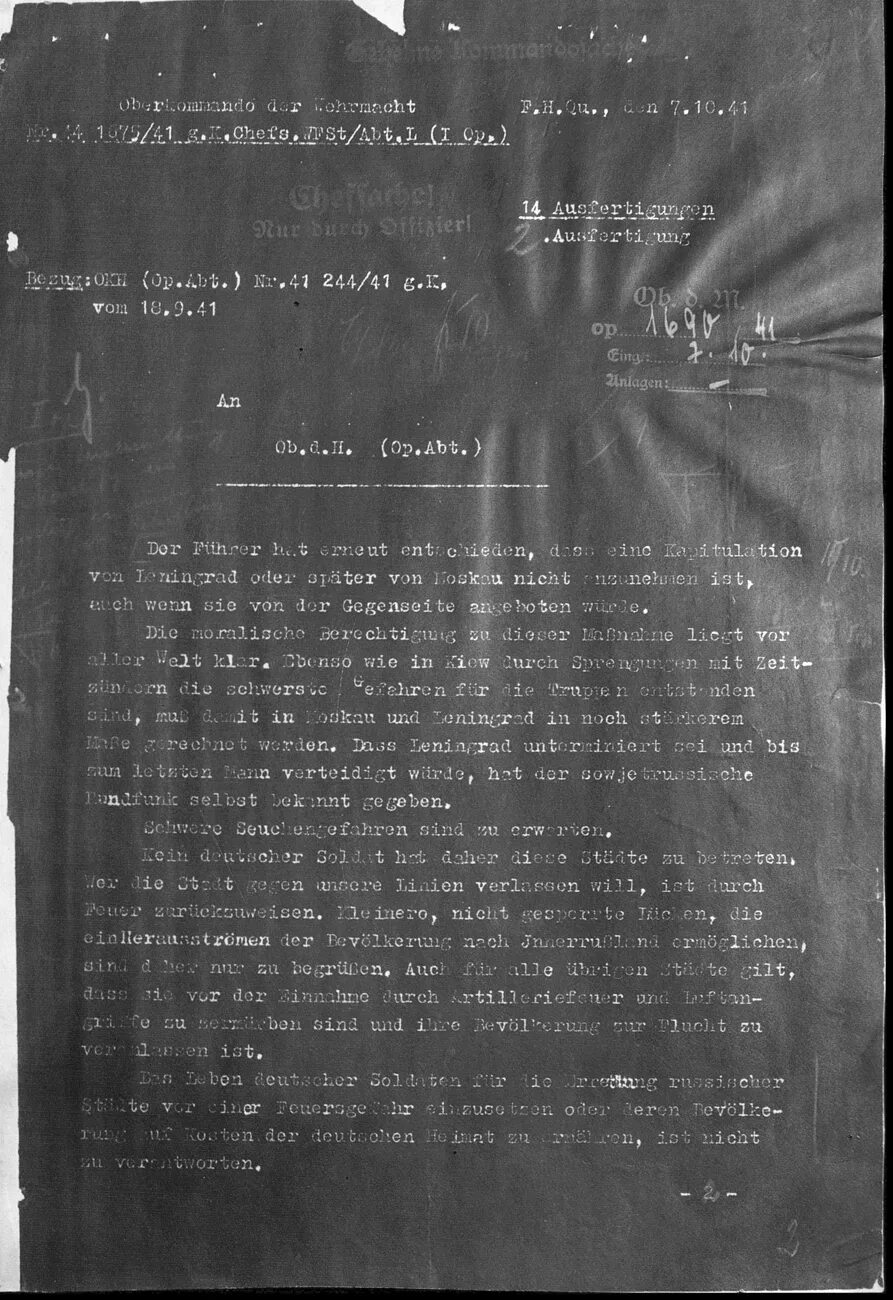 Geheime Kommandosache
Oberkommando der Wehrmacht
F.H.Qu., den 7.10.41
Nr. 44 1675/41 g.K.Chefs.WFSt/Abt.L (I Op.)
Chefsache!
Nur durch Offizier!
14 Ausfertigungen
2.Ausfertigung
Bezug:OKH (Op.Abt.) Nr.41 244/41 g.K.
vom 18.9.41
Ob. d. M.
op 1690 41
Eing.: 7. 10.
Anlagen: –
An
Ob.d.H. (Op.Abt.)
Der Führer hat erneut entschieden, dass eine Kapitulation
von Leningrad oder später von Moskau nicht anzunehmen ist,
auch wenn sie von der Gegenseite angeboten würde.
Die moralische Berechtigung zu dieser Maßnahme liegt vor
aller Welt klar. Ebenso wie in Kiew durch Sprengungen mit Zeit-
zündern die schwerste Gefahren für die Truppen entstanden
sind, muß damit in Moskau und Leningrad in noch stärkerem
Maße gerechnet werden. Dass Leningrad unterminiert sei und bis
zum letzten Mann verteidigt würde, hat der sowjetrussische
Rundfunk selbst bekannt gegeben.
Schwere Seuchengefahren sind zu erwarten.
Kein deutscher Soldat hat daher diese Städte zu betreten.
Wer die Stadt gegen unsere Linien verlassen will, ist durch
Feuer zurückzuweisen. Kleinere, nicht gesperrte Lücken, die
einHerausströmen der Bevölkerung nach Jnnerrußland ermöglichen,
sind daher nur zu begrüßen. Auch für alle übrigen Städte gilt,
dass sie vor der Einnahme durch Artilleriefeuer und Luftan-
griffe zu zermürben sind und ihre Bevölkerung zur Flucht zu
veranlassen ist.
Das Leben deutscher Soldaten für die Errettung russischer
Städte vor einer Feuersgefahr einzusetzen oder deren Bevölke-
rung auf Kosten der deutschen Heimat zu ernähren, ist nicht
zu verantworten.
- 2 -
3